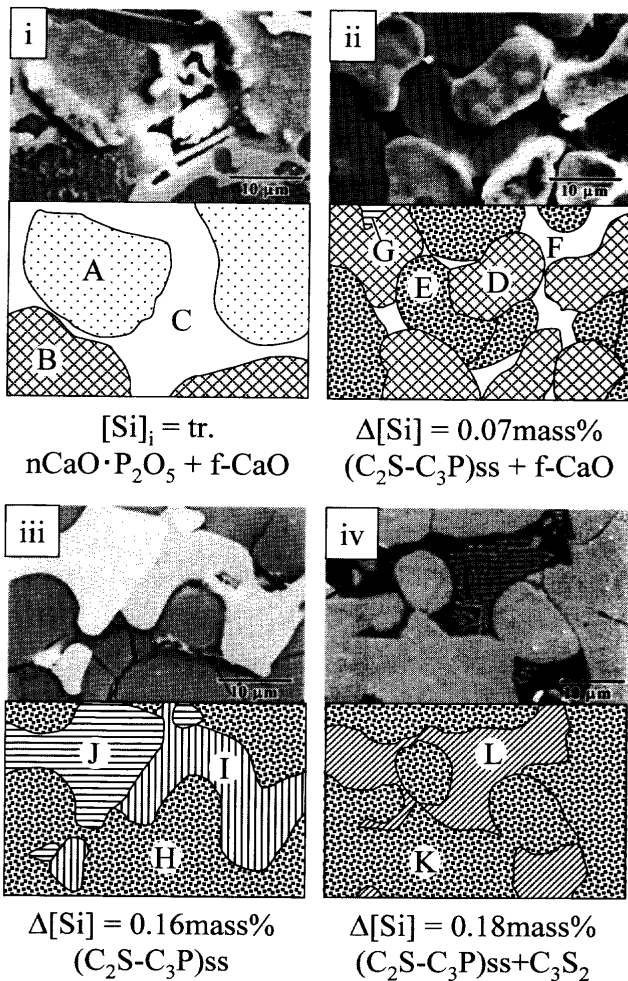 i
10 μm
A
B
C
[Si]i = tr.
nCaO·P2O5 + f-CaO
ii
10 μm
G
E
D
F
Δ[Si] = 0.07mass%
(C2S-C3P)ss + f-CaO
iii
10 μm
J
I
H
Δ[Si] = 0.16mass%
(C2S-C3P)ss
iv
10 μm
L
K
Δ[Si] = 0.18mass%
(C2S-C3P)ss+C3S2